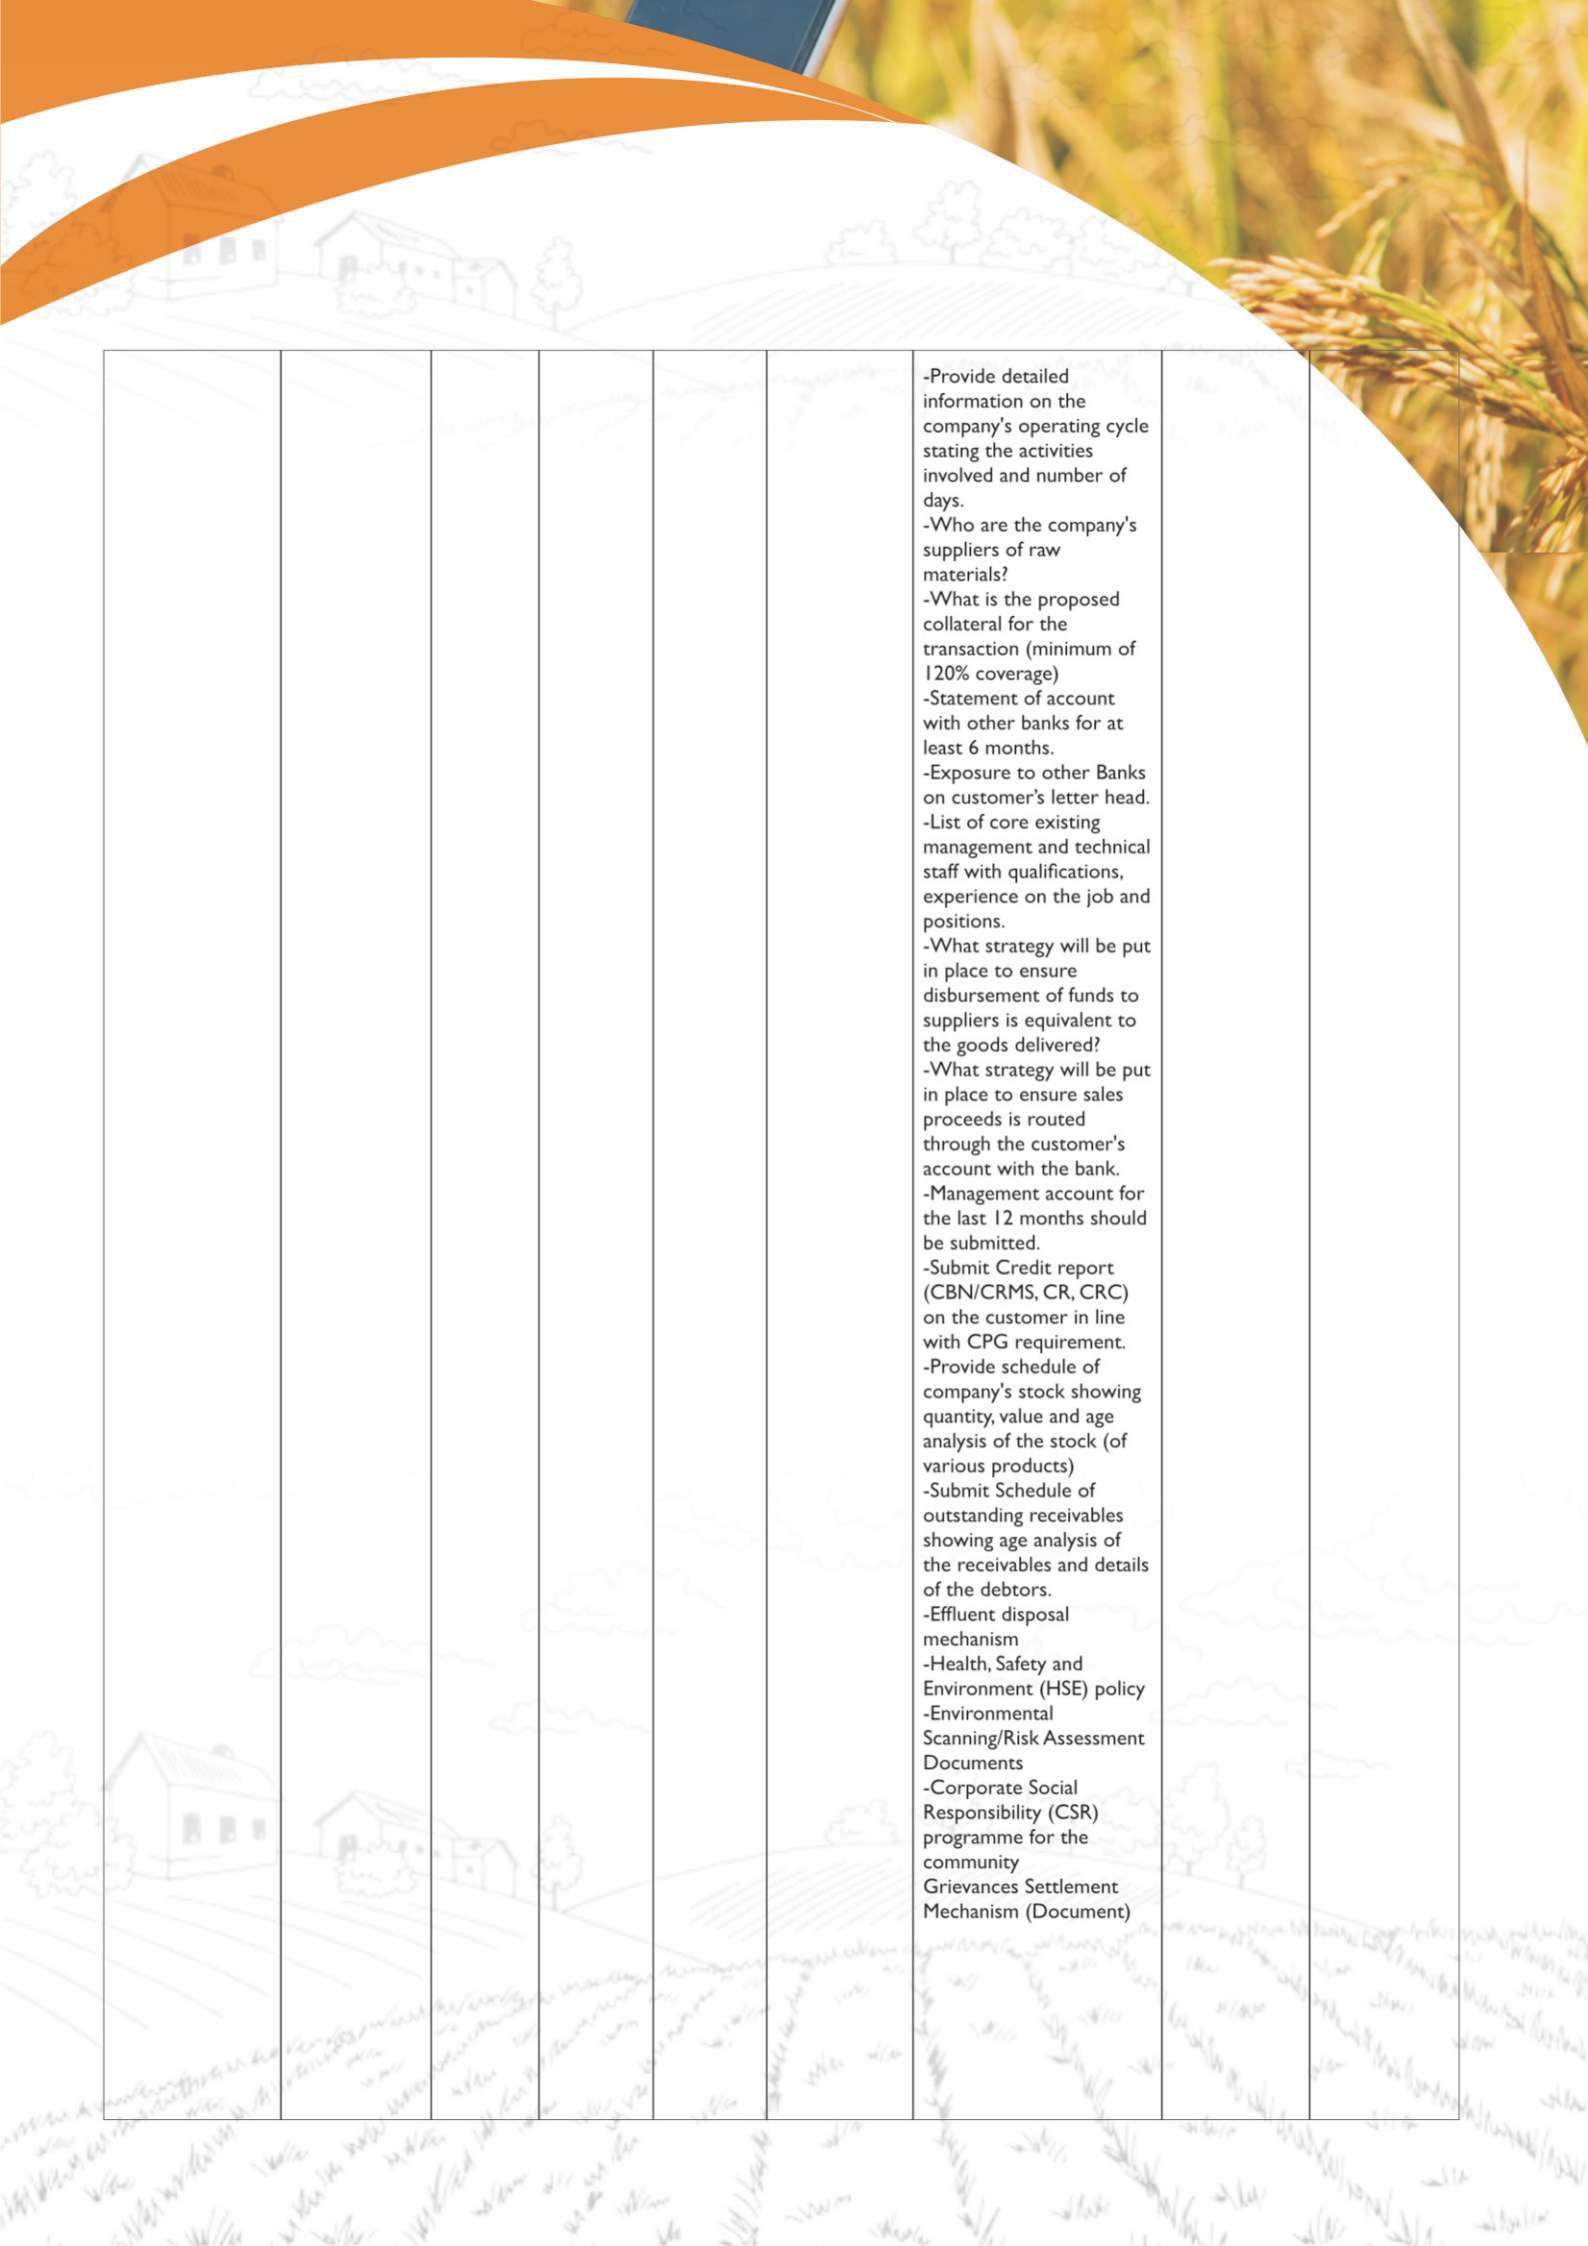 -Provide detailed
information on the
company's operating cycle
stating the activities
involved and number of
days.
-Who are the company's
suppliers of raw
materials?
-What is the proposed
collateral for the
transaction (minimum of
120% coverage)
-Statement of account
with other banks for at
least 6 months.
-Exposure to other Banks
on customer’s letter head.
-List of core existing
management and technical
staff with qualifications,
experience on the job and
positions.
-What strategy will be put
in place to ensure
disbursement of funds to
suppliers is equivalent to
the goods delivered?
-What strategy will be put
in place to ensure sales
proceeds is routed
through the customer's
account with the bank.
-Management account for
the last 12 months should
be submitted.
-Submit Credit report
(CBN/CRMS, CR, CRC)
on the customer in line
with CPG requirement.
-Provide schedule of
company's stock showing
quantity, value and age
analysis of the stock (of
various products)
-Submit Schedule of
outstanding receivables
showing age analysis of
the receivables and details
of the debtors.
-Effluent disposal
mechanism
-Health, Safety and
Environment (HSE) policy
-Environmental
Scanning/Risk Assessment
Documents
-Corporate Social
Responsibility (CSR)
programme for the
community
Grievances Settlement
Mechanism (Document)